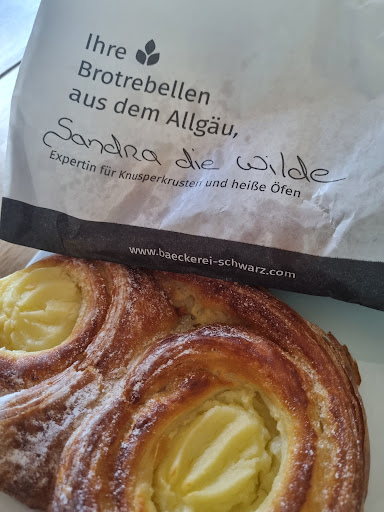 Ihre
Brotrebellen
aus dem Allgäu,
Sandra die wilde
Expertin für Knusperkrusten und heiße Öfen
www.baeckerei-schwarz.com